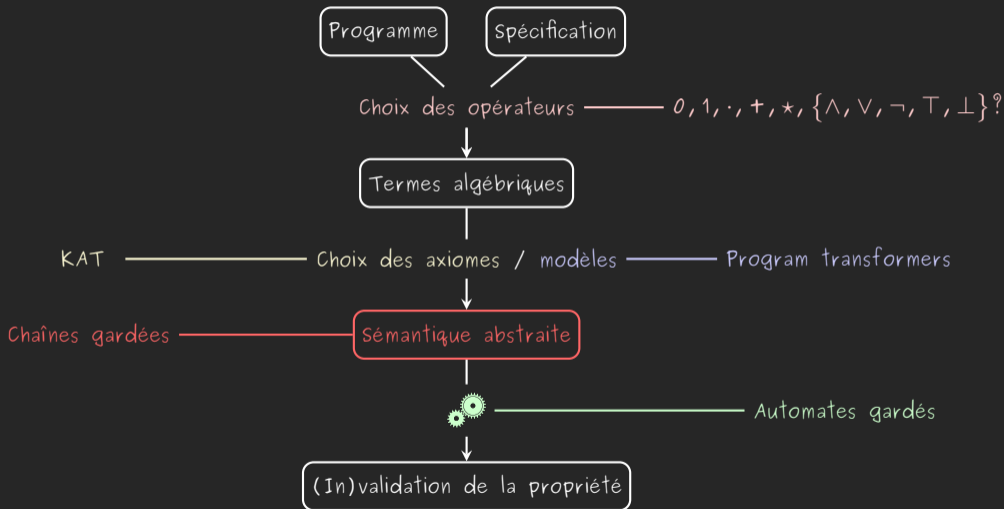 Programme
Spécification
Choix des opérateurs
0, 1, ·, +, ⋆, {∧, ∨, ¬, ⊤, ⊥}?
Termes algébriques
KAT
Choix des axiomes / modèles
Program transformers
Chaînes gardées
Sémantique abstraite
Automates gardés
(In)validation de la propriété